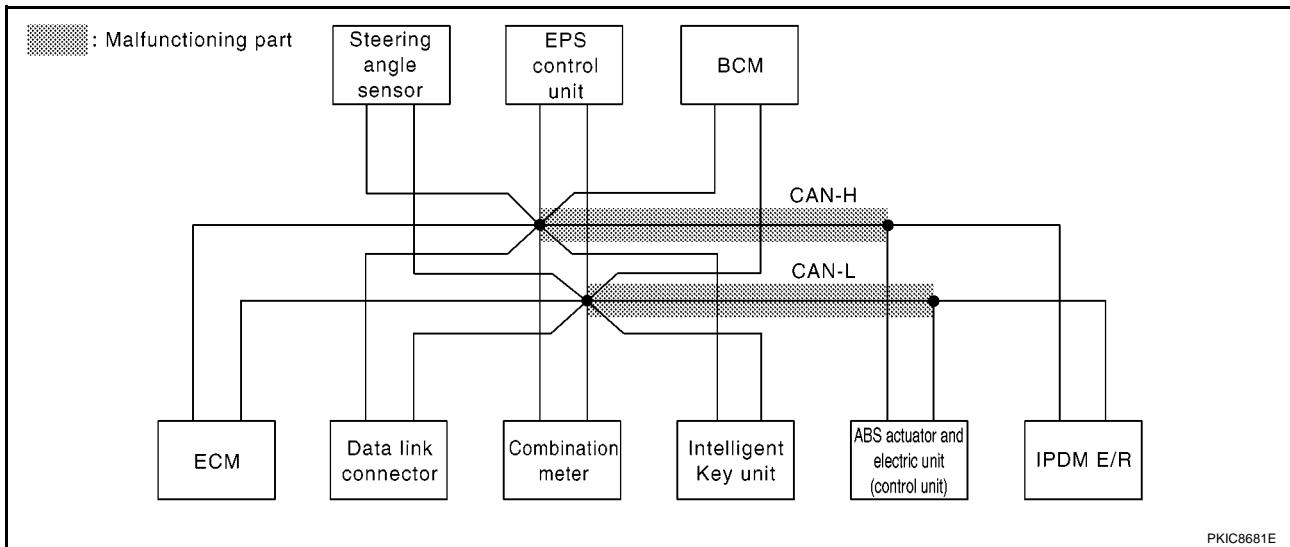 : Malfunctioning part
Steering
angle
sensor
EPS
control
unit
BCM
CAN-H
CAN-L
ECM
Data link
connector
Combination
meter
Intelligent
Key unit
ABS actuator and
electric unit
(control unit)
IPDM E/R
PKIC8681E